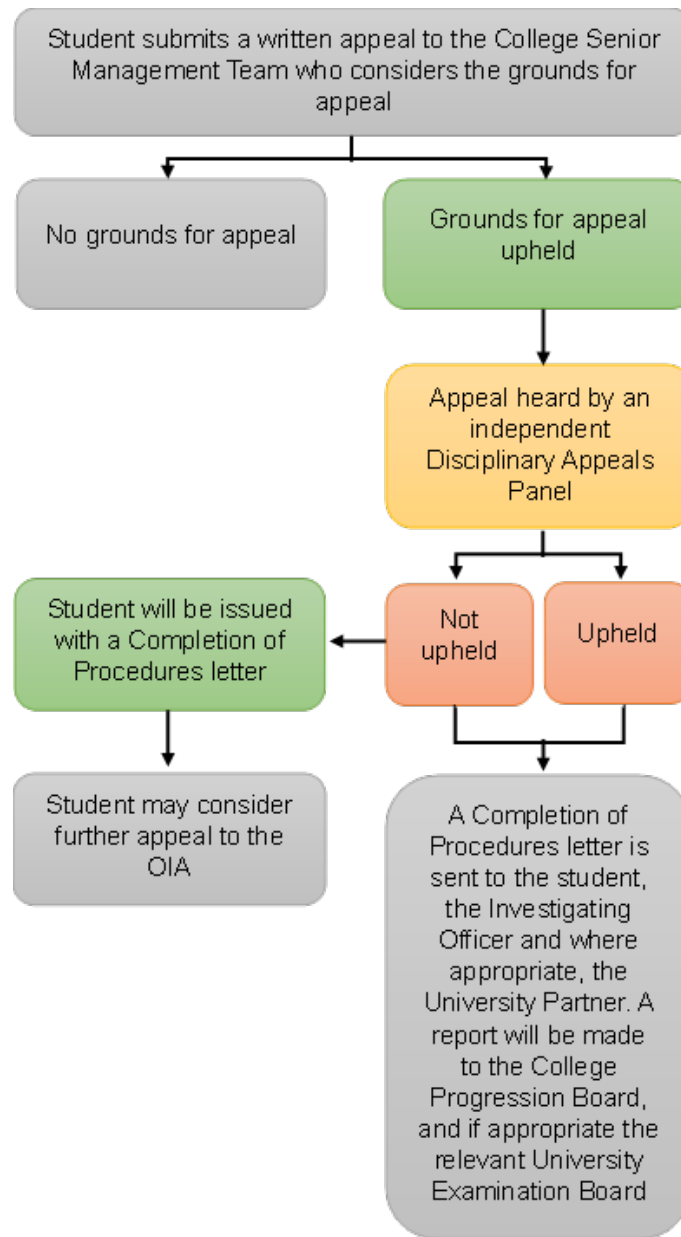 Student submits a written appeal to the College Senior
Management Team who considers the grounds for
appeal
No grounds for appeal
Grounds for appeal
upheld
Appeal heard by an
independent
Disciplinary Appeals
Panel
Student will be issued
with a Completion of
Procedures letter
Not
upheld
Upheld
Student may consider
further appeal to the
OIA
A Completion of
Procedures letter is
sent to the student,
the Investigating
Officer and where
appropriate, the
University Partner. A
report will be made
to the College
Progression Board,
and if appropriate the
relevant University
Examination Board